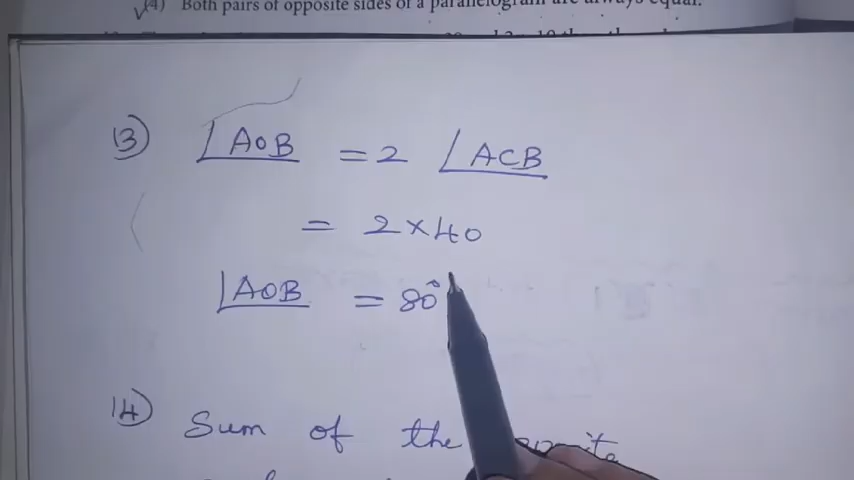 (4) Both pairs of opposite sides of a parallelogram are always equal.
13) ∠AOB = 2 ∠ACB
= 2 × 40
∠AOB = 80°
14) Sum of the